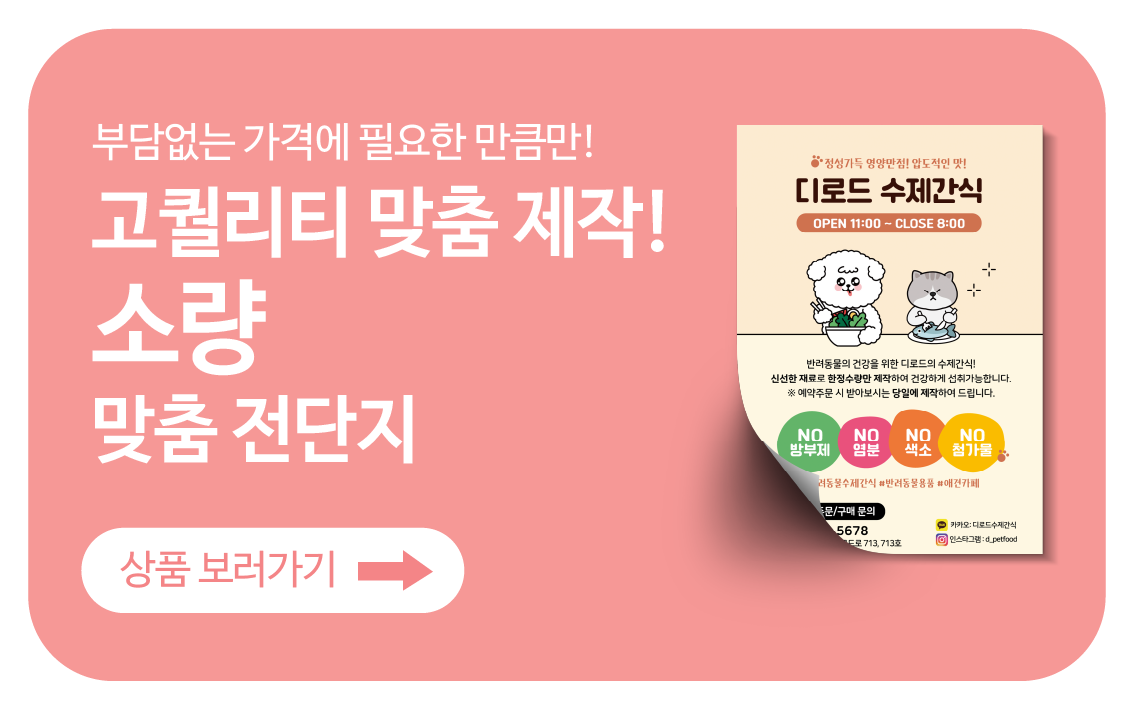 부담없는 가격에 필요한 만큼만!
고퀄리티 맞춤 제작!
소량
맞춤 전단지
상품 보러가기
정성가득 영양만점! 압도적인 맛!
디로드 수제간식
OPEN 11:00 ~ CLOSE 8:00
반려동물의 건강을 위한 디로드의 수제간식!
신선한 재료로 한정수량만 제작하여 건강하게 섭취가능합니다.
※ 예약주문 시 받아보시는 당일에 제작하여 드립니다.
NO 방부제
NO 염분
NO 색소
NO 첨가물
려동물수제간식 #반려동물용품 #애견카페
문/구매 문의
5678
드로 713, 713호
카카오: 디로드수제간식
인스타그램 : d_petfood